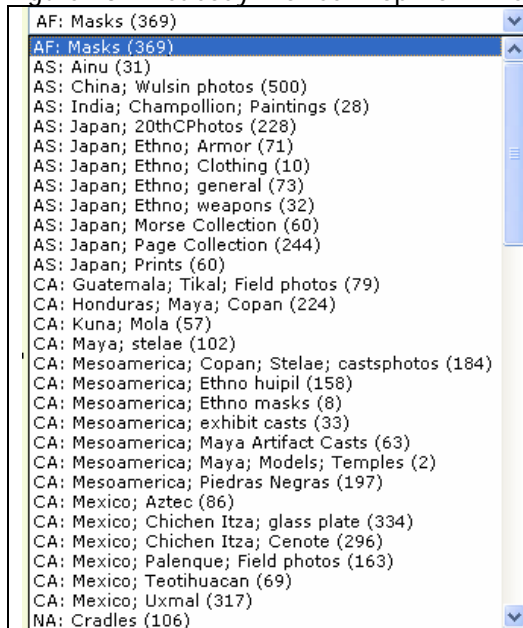 AF: Masks (369)
AF: Masks (369)
AS: Ainu (31)
AS: China; Wulsin photos (500)
AS: India; Champollion; Paintings (28)
AS: Japan; 20thCPhotos (228)
AS: Japan; Ethno; Armor (71)
AS: Japan; Ethno; Clothing (10)
AS: Japan; Ethno; general (73)
AS: Japan; Ethno; weapons (32)
AS: Japan; Morse Collection (60)
AS: Japan; Page Collection (244)
AS: Japan; Prints (60)
CA: Guatemala; Tikal; Field photos (79)
CA: Honduras; Maya; Copan (224)
CA: Kuna; Mola (57)
CA: Maya; stelae (102)
CA: Mesoamerica; Copan; Stelae; castsphotos (184)
CA: Mesoamerica; Ethno huipil (158)
CA: Mesoamerica; Ethno masks (8)
CA: Mesoamerica; exhibit casts (33)
CA: Mesoamerica; Maya Artifact Casts (63)
CA: Mesoamerica; Maya; Models; Temples (2)
CA: Mesoamerica; Piedras Negras (197)
CA: Mexico; Aztec (86)
CA: Mexico; Chichen Itza; glass plate (334)
CA: Mexico; Chichen Itza; Cenote (296)
CA: Mexico; Palenque; Field photos (163)
CA: Mexico; Teotihuacan (69)
CA: Mexico; Uxmal (317)
NA: Cradles (106)